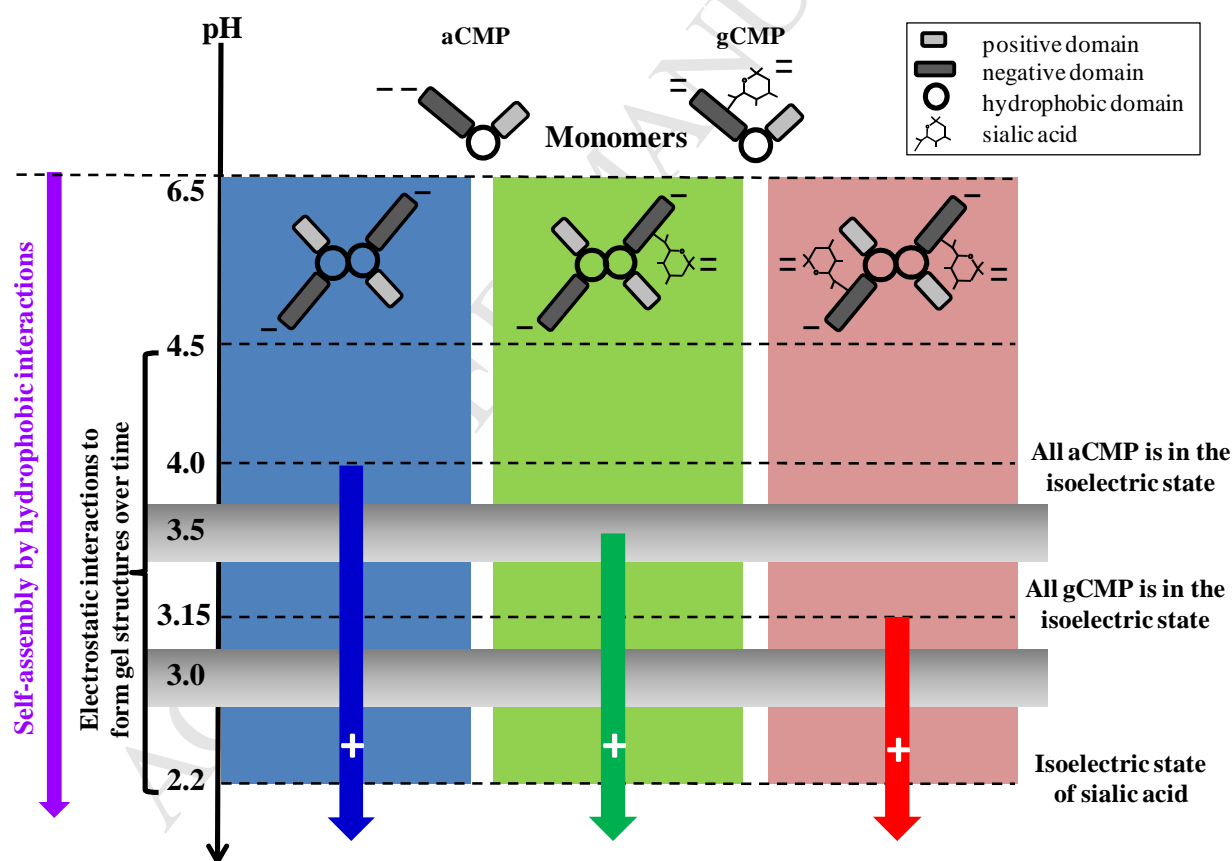 pH
aCMP
gCMP
positive domain
negative domain
hydrophobic domain
sialic acid
Monomers
6.5
4.5
4.0
3.5
3.15
3.0
2.2
Self-assembly by hydrophobic interactions
Electrostatic interactions to
form gel structures over time
All aCMP is in the
isoelectric state
All gCMP is in the
isoelectric state
Isoelectric state
of sialic acid
+
+
+